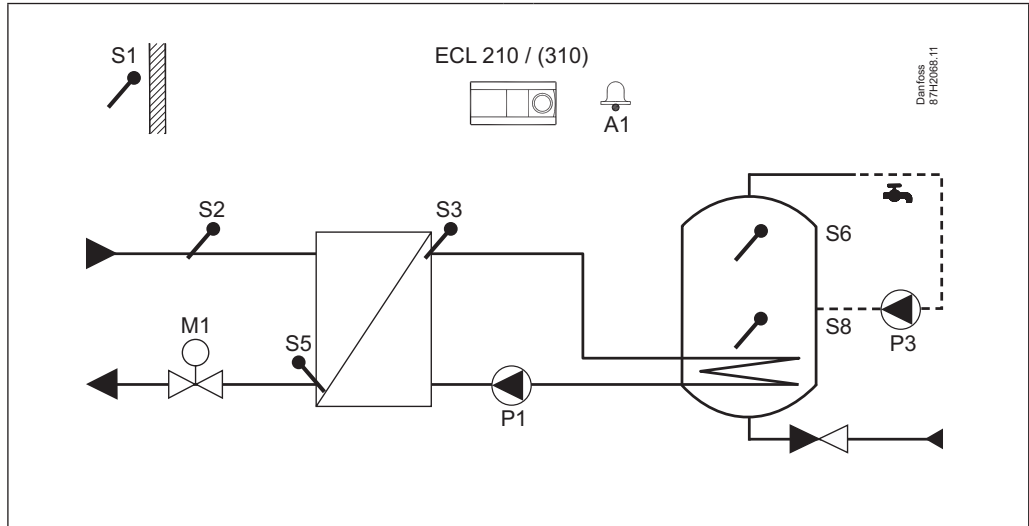 S1
ECL 210 / (310)
A1
Danfoss
87H2068.11
S2
S3
S6
M1
S5
S8
P3
P1